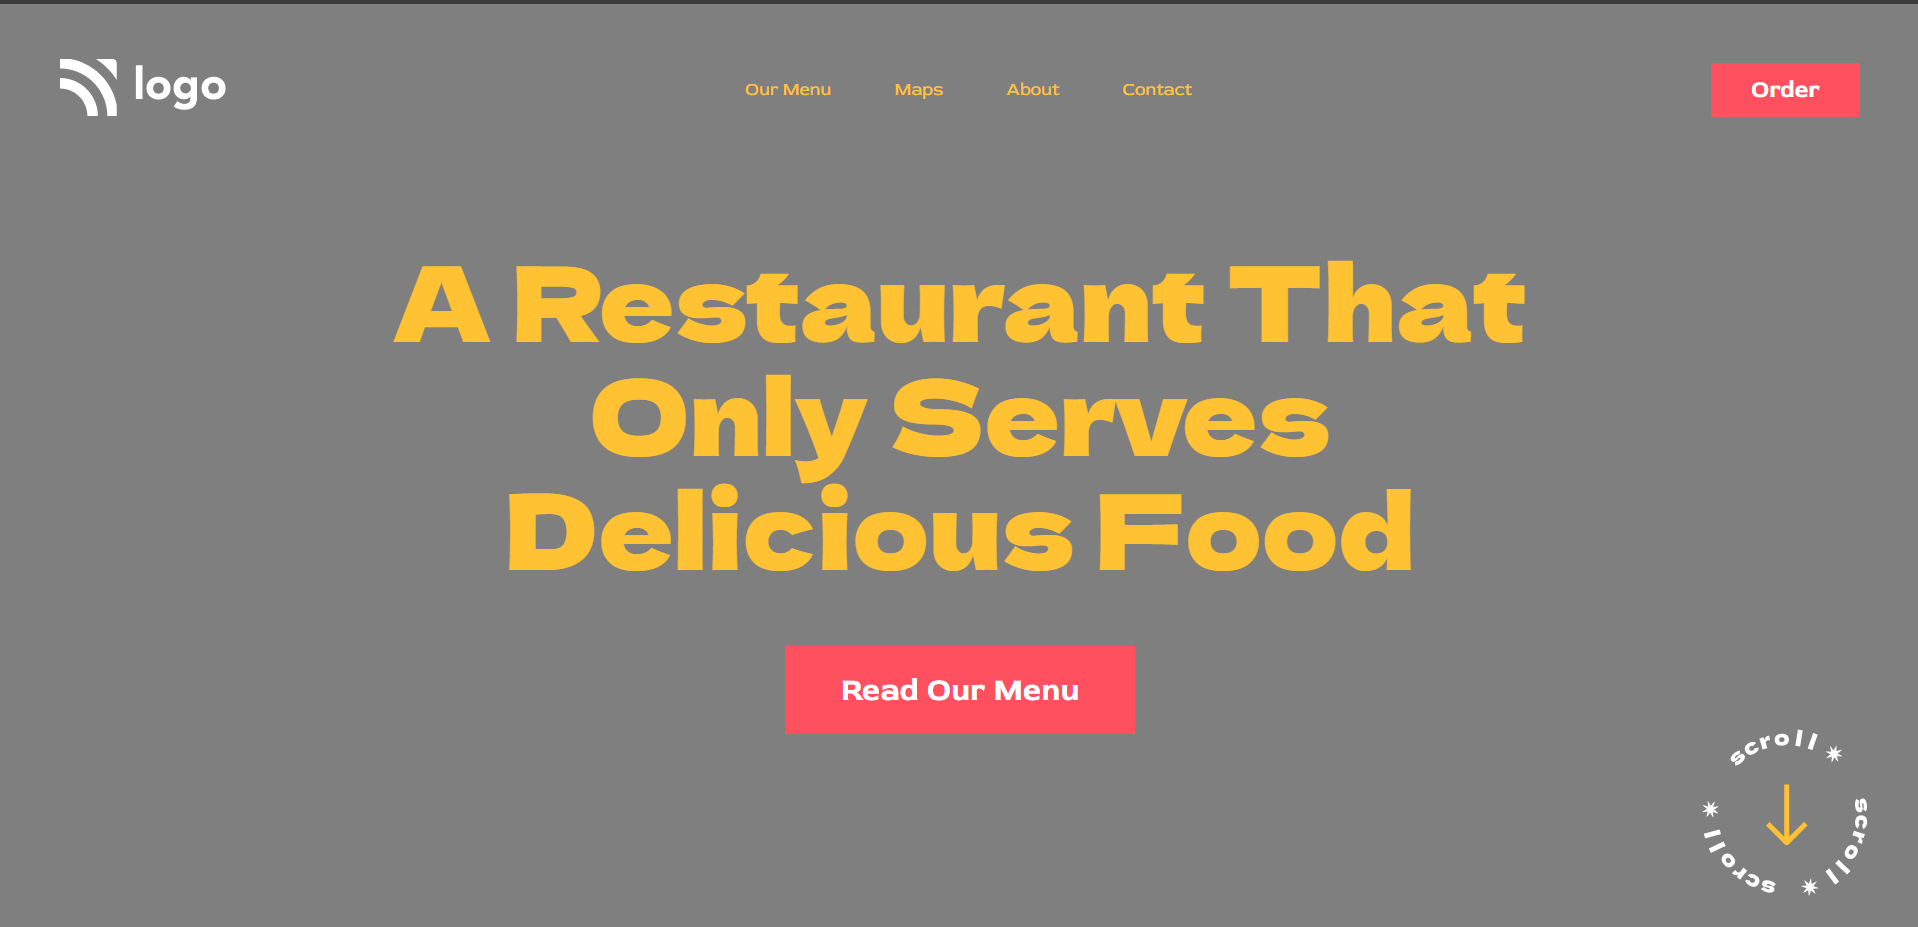 logo
Our Menu
Maps
About
Contact
Order
A Restaurant That
Only Serves
Delicious Food
Read Our Menu
scroll
scroll
scroll